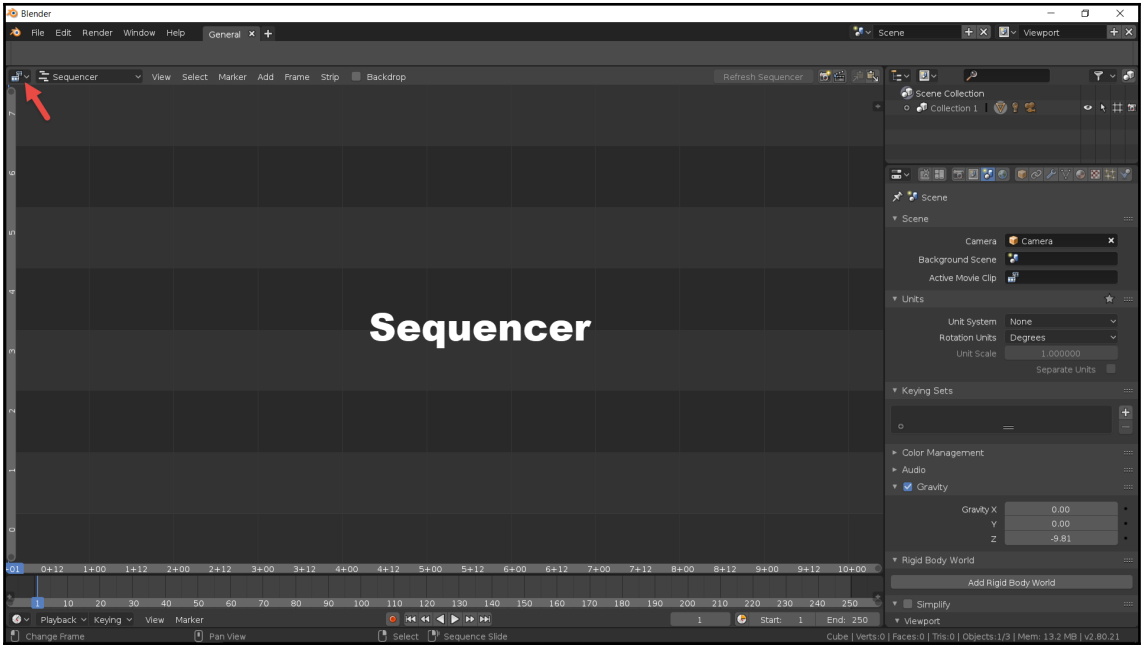 Blender
File Edit Render Window Help General × + Scene + × Viewport + ×
Sequencer View Select Marker Add Frame Strip Backdrop Refresh Sequencer
Scene Collection
Collection 1
7
6
5
4
3
2
1
0
Sequencer
Scene
Scene
Camera Camera ×
Background Scene
Active Movie Clip
Units
Unit System None
Rotation Units Degrees
Unit Scale 1.000000
Separate Units
Keying Sets
+
Color Management
Audio
Gravity
Gravity X 0.00
Y 0.00
Z -9.81
Rigid Body World
Add Rigid Body World
Simplify
Viewport
0+12 1+00 1+12 2+00 2+12 3+00 3+12 4+00 4+12 5+00 5+12 6+00 6+12 7+00 7+12 8+00 8+12 9+00 9+12 10+00
1 10 20 30 40 50 60 70 80 90 100 110 120 130 140 150 160 170 180 190 200 210 220 230 240 250
Playback Keying View Marker 1 Start: 1 End: 250
Change Frame Pan View Select Sequence Slide Cube | Verts:0 | Faces:0 | Tris:0 | Objects:1/3 | Mem: 13.2 MB | v2.80.21